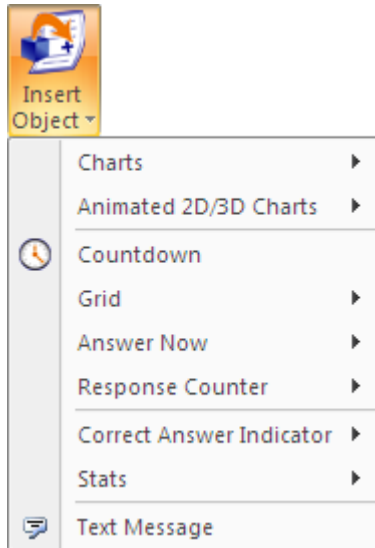 Insert
Object
Charts
Animated 2D/3D Charts
Countdown
Grid
Answer Now
Response Counter
Correct Answer Indicator
Stats
Text Message